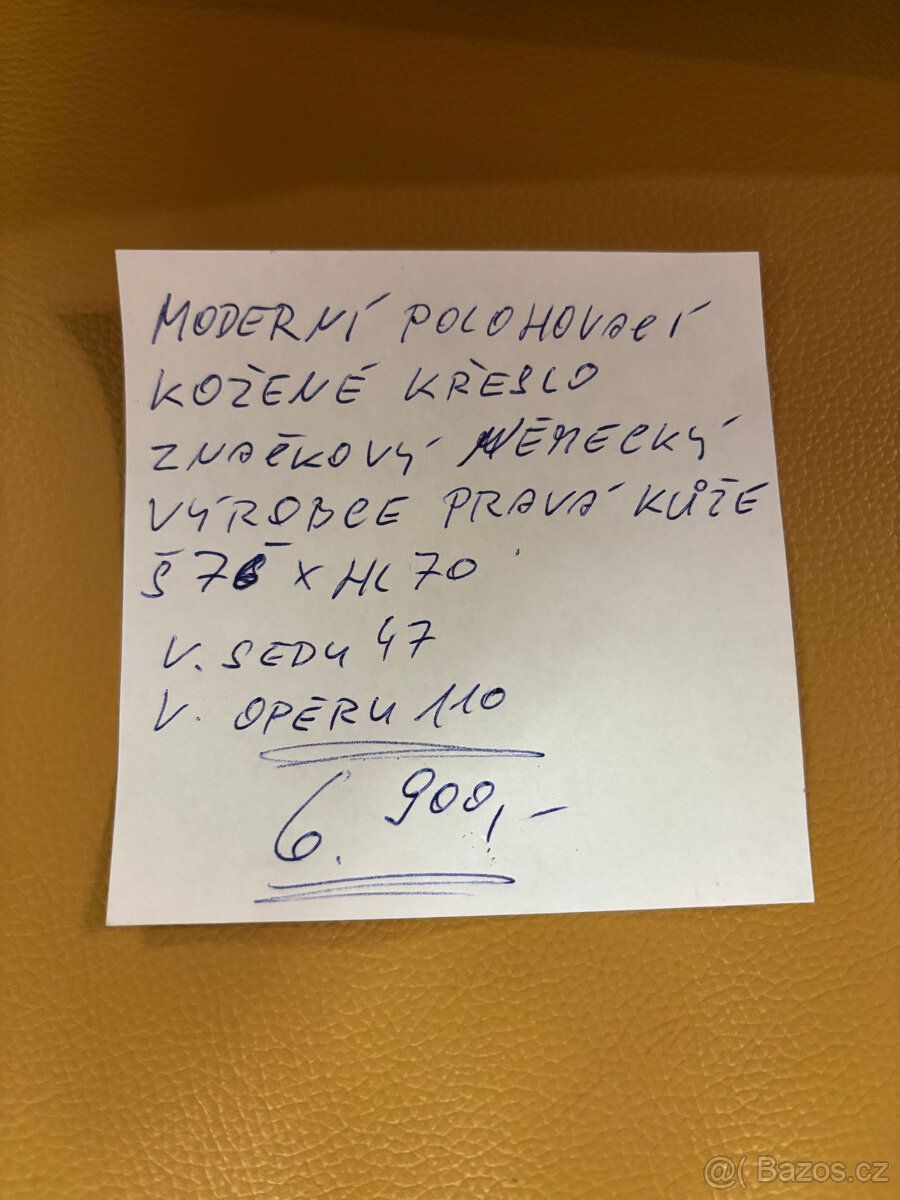 MODERNÍ POLOHOVACÍ
KOŽENÉ KŘESLO
ZNAČKOVÝ NĚMECKÝ
VÝROBCE PRAVÁ KŮŽE
Š 75 x HL 70
V. SEDU 47
V. OPĚRU 110
6.900,-
@( Bazos.cz